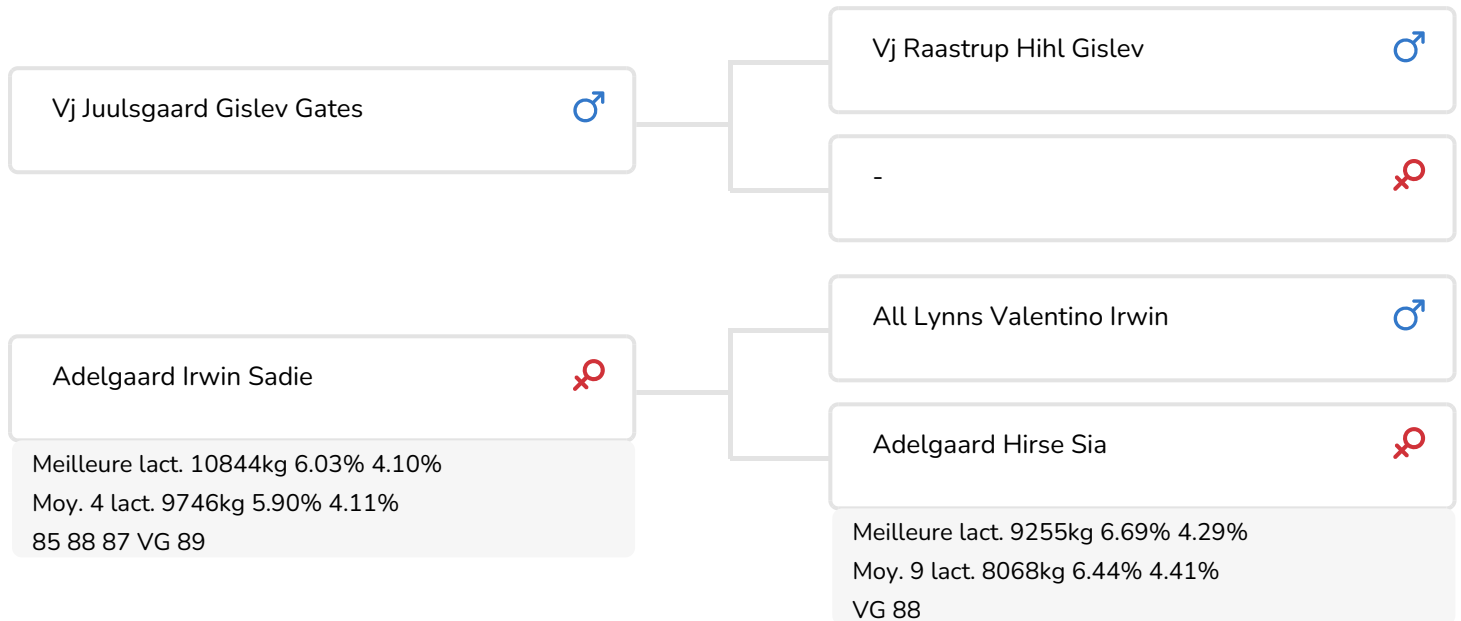 Vj Raastrup Hihl Gislev
Vj Juulsgaard Gislev Gates
-
All Lynns Valentino Irwin
Adelgaard Irwin Sadie
Adelgaard Hirse Sia
Meilleure lact. 10844kg 6.03% 4.10%
Moy. 4 lact. 9746kg 5.90% 4.11%
85 88 87 VG 89
Meilleure lact. 9255kg 6.69% 4.29%
Moy. 9 lact. 8068kg 6.44% 4.41%
VG 88